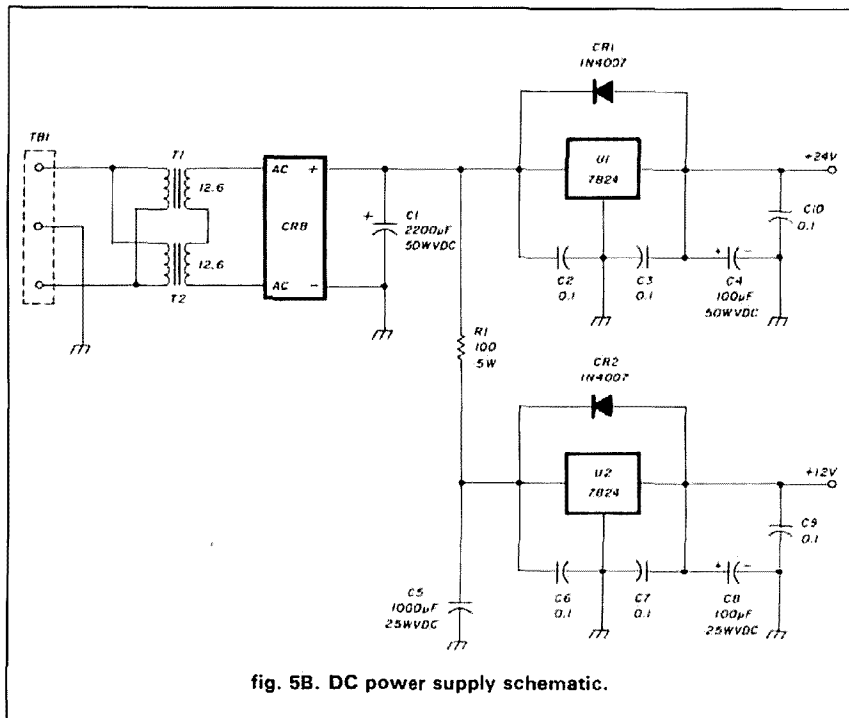 CR1
1N4007
TB1
T1
12.6
AC +
CRB
AC -
12.6
T2
+
C1
2200µF
50WVDC
U1
7824
+24V
C10
0.1
C2
0.1
C3
0.1
+ -
C4
100µF
50WVDC
R1
100
5W
CR2
1N4007
U2
7824
+12V
C9
0.1
C5
1000µF
25WVDC
C6
0.1
C7
0.1
+ -
C8
100µF
25WVDC
fig. 5B. DC power supply schematic.